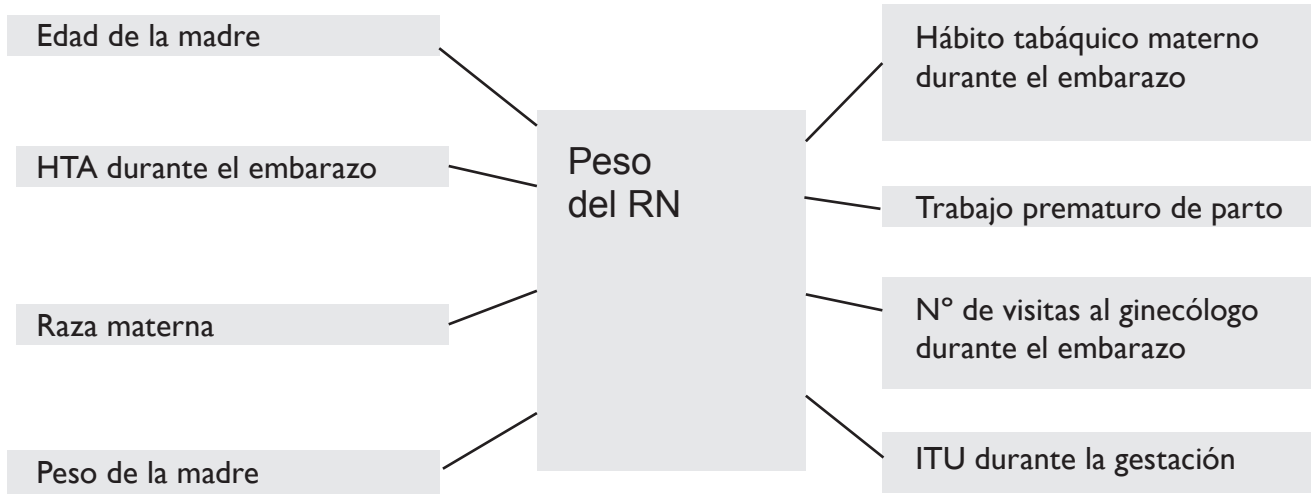 Edad de la madre
HTA durante el embarazo
Raza materna
Peso de la madre
Peso
del RN
Hábito tabáquico materno
durante el embarazo
Trabajo prematuro de parto
Nº de visitas al ginecólogo
durante el embarazo
ITU durante la gestación